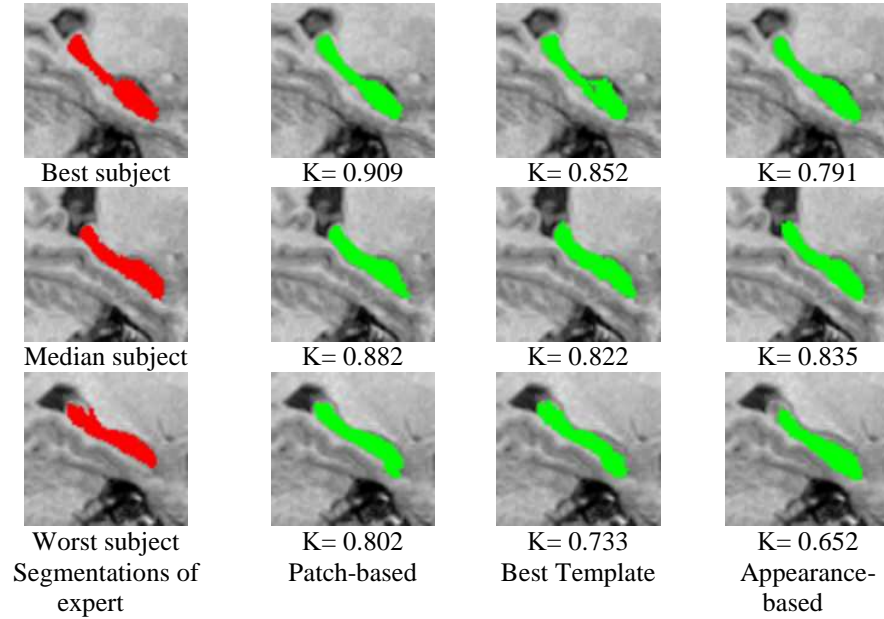 Best subject K= 0.909 K= 0.852 K= 0.791
Median subject K= 0.882 K= 0.822 K= 0.835
Worst subject K= 0.802 K= 0.733 K= 0.652
Segmentations of expert
Patch-based
Best Template
Appearance-
based